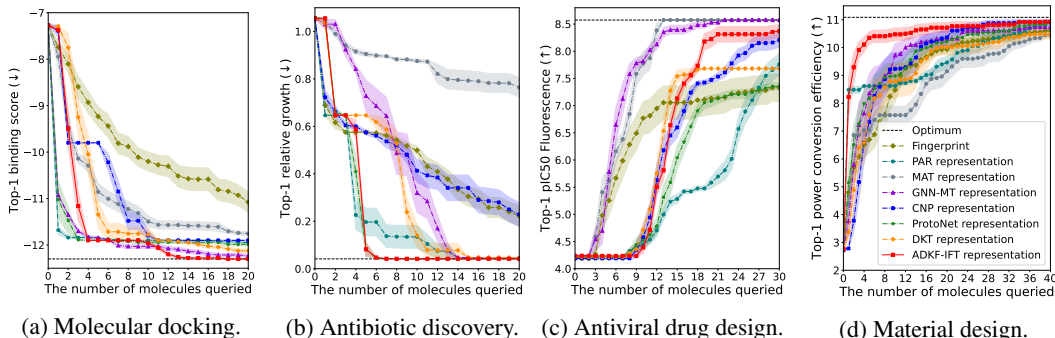 Top-1 binding score (↓)
−7
−8
−9
−10
−11
−12
0 2 4 6 8 10 12 14 16 18 20
The number of molecules queried
(a) Molecular docking.
Top-1 relative growth (↓)
1.0
0.8
0.6
0.4
0.2
0.0
0 2 4 6 8 10 12 14 16 18 20
The number of molecules queried
(b) Antibiotic discovery.
Top-1 pIC50 Fluorescence (↑)
8.5
8.0
7.5
7.0
6.5
6.0
5.5
5.0
4.5
4.0
0 3 6 9 12 15 18 21 24 27 30
The number of molecules queried
(c) Antiviral drug design.
Top-1 power conversion efficiency (↑)
11
10
9
8
7
6
5
4
3
2
0 4 8 12 16 20 24 28 32 36 40
The number of molecules queried
Optimum
Fingerprint
PAR representation
MAT representation
GNN-MT representation
CNP representation
ProtoNet representation
DKT representation
ADKF-IFT representation
(d) Material design.